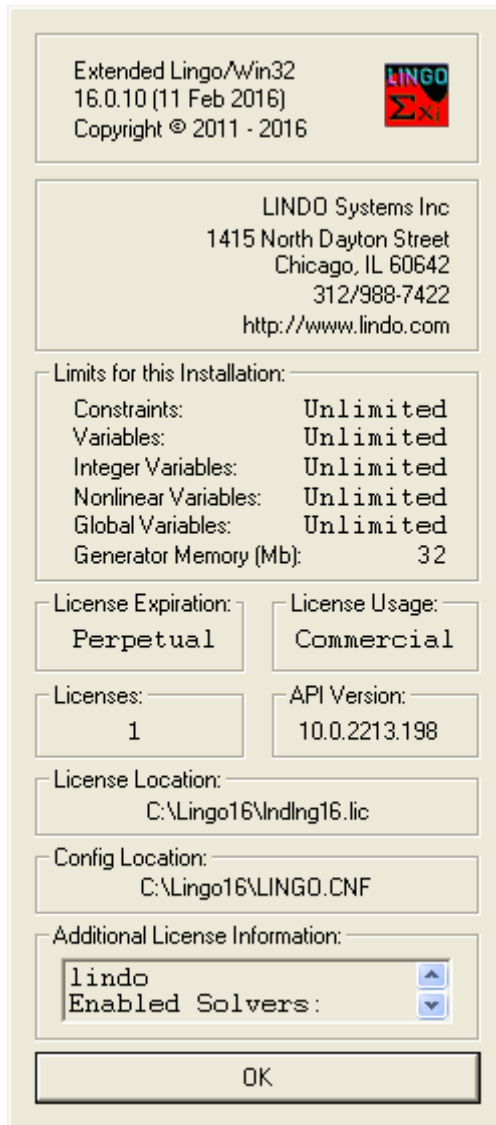 Extended Lingo/Win32
16.0.10 (11 Feb 2016)
Copyright © 2011 - 2016
LINGO
Σxi
LINDO Systems Inc
1415 North Dayton Street
Chicago, IL 60642
312/988-7422
http://www.lindo.com
Limits for this Installation:
Constraints: Unlimited
Variables: Unlimited
Integer Variables: Unlimited
Nonlinear Variables: Unlimited
Global Variables: Unlimited
Generator Memory (Mb): 32
License Expiration: License Usage:
Perpetual Commercial
Licenses: API Version:
1 10.0.2213.198
License Location:
C:\Lingo16\lndlng16.lic
Config Location:
C:\Lingo16\LINGO.CNF
Additional License Information:
lindo
Enabled Solvers:
OK